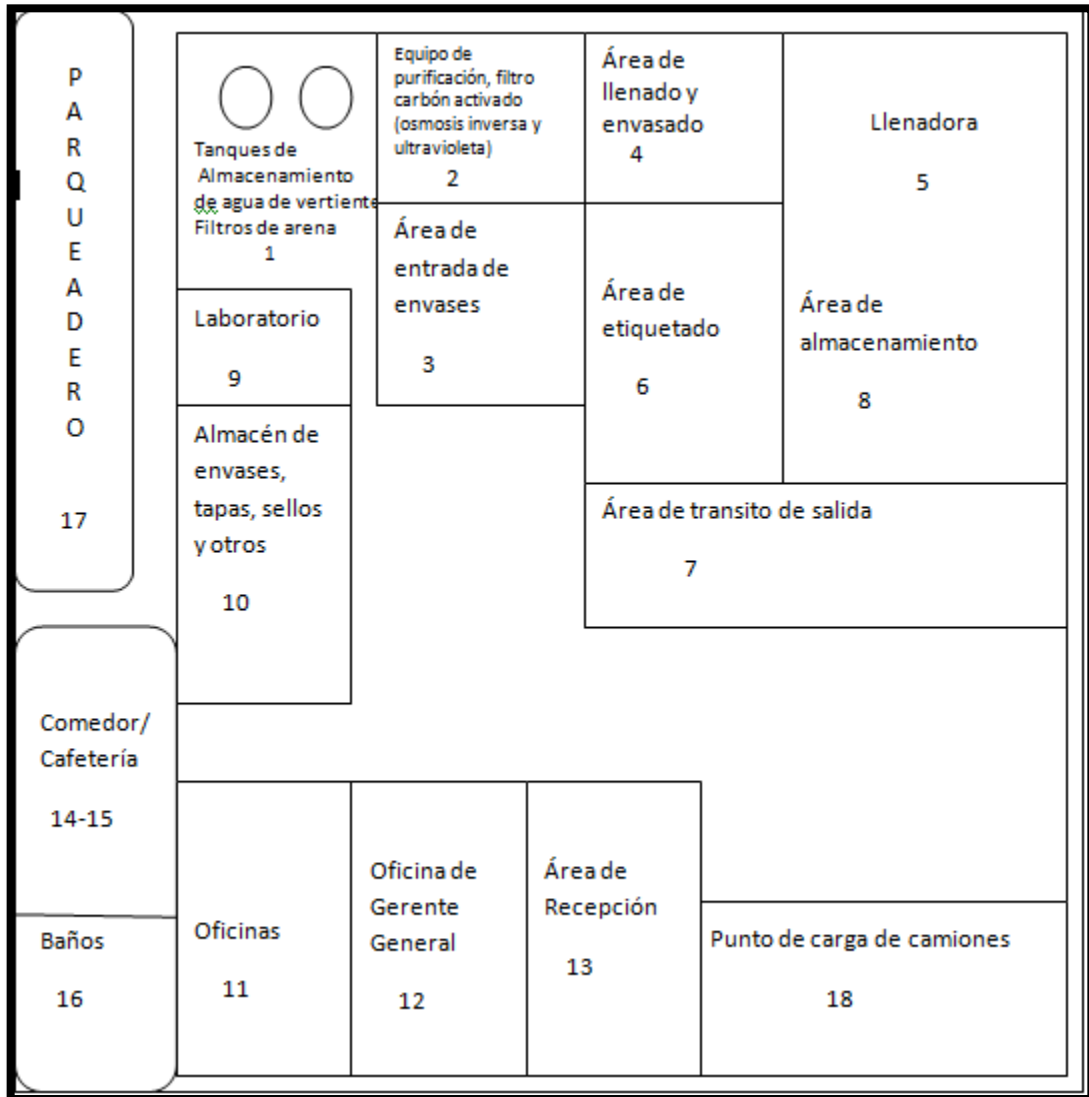 P
A
R
Q
U
E
A
D
E
R
O
17
Tanques de
Almacenamiento
de agua de vertiente
Filtros de arena
1
Equipo de
purificación, filtro
carbón activado
(osmosis inversa y
ultravioleta)
2
Área de
llenado y
envasado
4
Llenadora
5
Área de
entrada de
envases
3
Área de
etiquetado
6
Área de
almacenamiento
8
Laboratorio
9
Almacén de
envases,
tapas, sellos
y otros
10
Área de transito de salida
7
Comedor/
Cafetería
14-15
Baños
16
Oficinas
11
Oficina de
Gerente
General
12
Área de
Recepción
13
Punto de carga de camiones
18